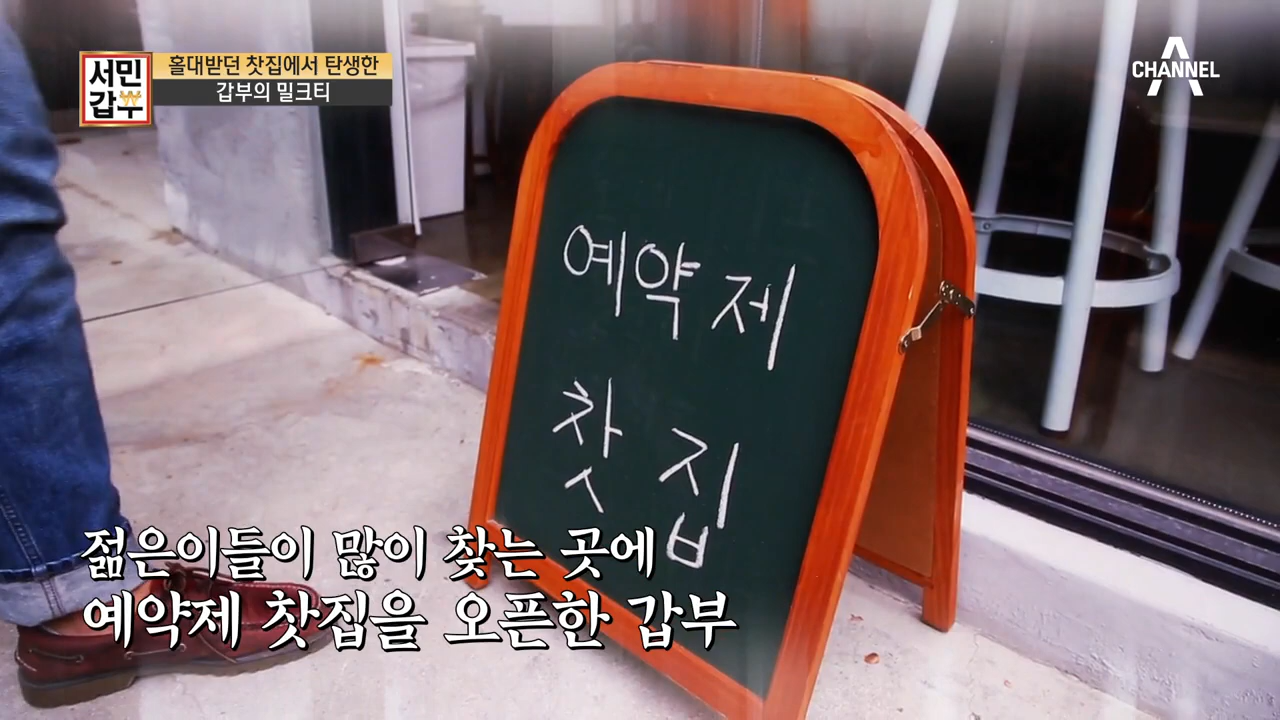 서민
갑부
홀대받던 찻집에서 탄생한
갑부의 밀크티
CHANNEL A
예약제
찻집
젊은이들이 많이 찾는 곳에
예약제 찻집을 오픈한 갑부